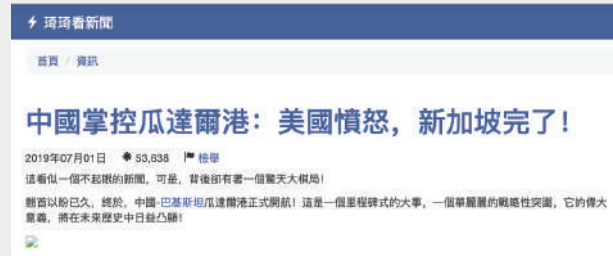 琦琦看新聞
首頁 / 資訊
中國掌控瓜達爾港：美國憤怒，新加坡完了！
2019年07月01日 53,638 檢舉
這看似一個不起眼的新聞，可是，背後卻有著一個驚天大棋局！
翹首以盼已久，終於，中國-巴基斯坦瓜達爾港正式開航！這是一個里程碑式的大事，一個華麗麗的戰略性突圍，它的偉大
意義，將在未來歷史中日益凸顯！